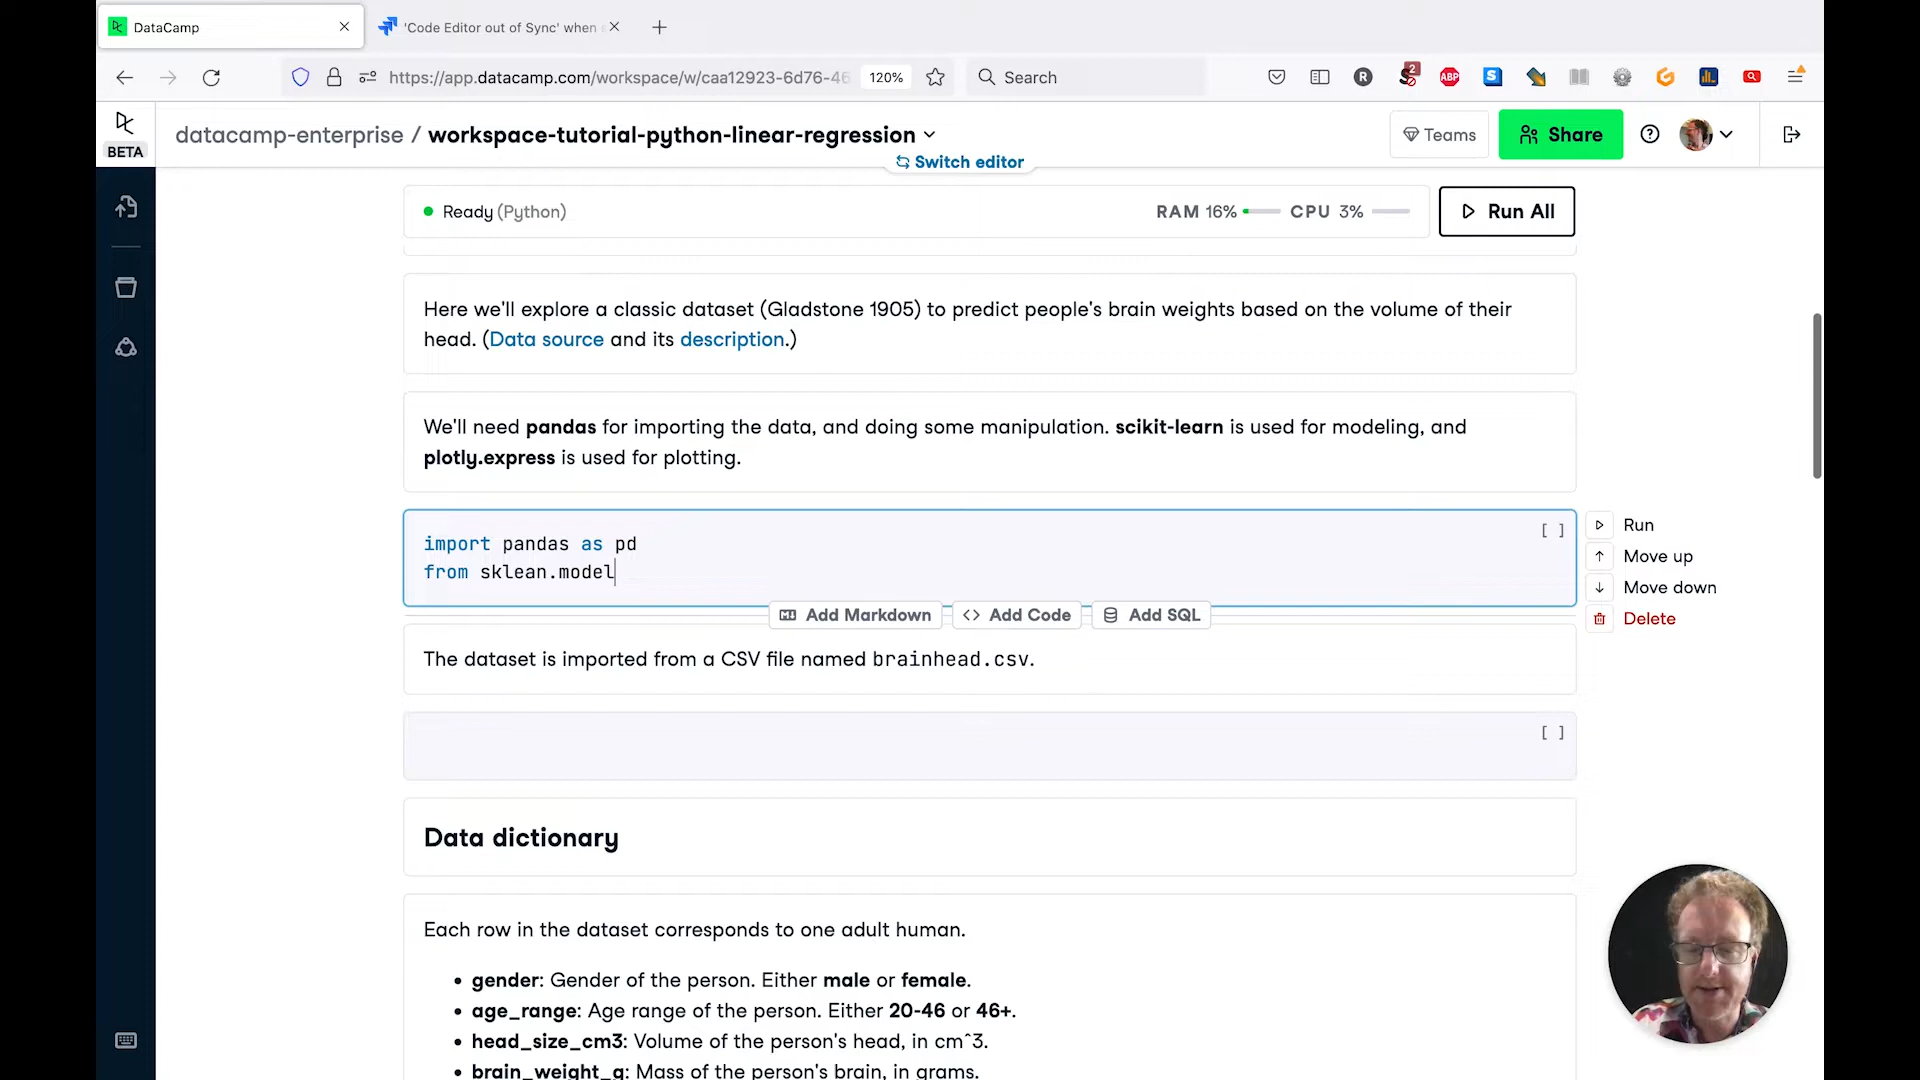 DataCamp
'Code Editor out of Sync' when
https://app.datacamp.com/workspace/w/caa12923-6d76-46
120%
Search
R
2
ABP
S
BETA
datacamp-enterprise / workspace-tutorial-python-linear-regression
Teams
Share
Switch editor
Ready (Python)
RAM 16%
CPU 3%
Run All
Here we'll explore a classic dataset (Gladstone 1905) to predict people's brain weights based on the volume of their
head. (Data source and its description.)
We'll need pandas for importing the data, and doing some manipulation. scikit-learn is used for modeling, and
plotly.express is used for plotting.
import pandas as pd
from sklean.model
[ ]
Run
Move up
Move down
Delete
Add Markdown
Add Code
Add SQL
The dataset is imported from a CSV file named brainhead.csv.
[ ]
Data dictionary
Each row in the dataset corresponds to one adult human.
• gender: Gender of the person. Either male or female.
• age_range: Age range of the person. Either 20-46 or 46+.
• head_size_cm3: Volume of the person's head, in cm^3.
• brain_weight_g: Mass of the person's brain, in grams.